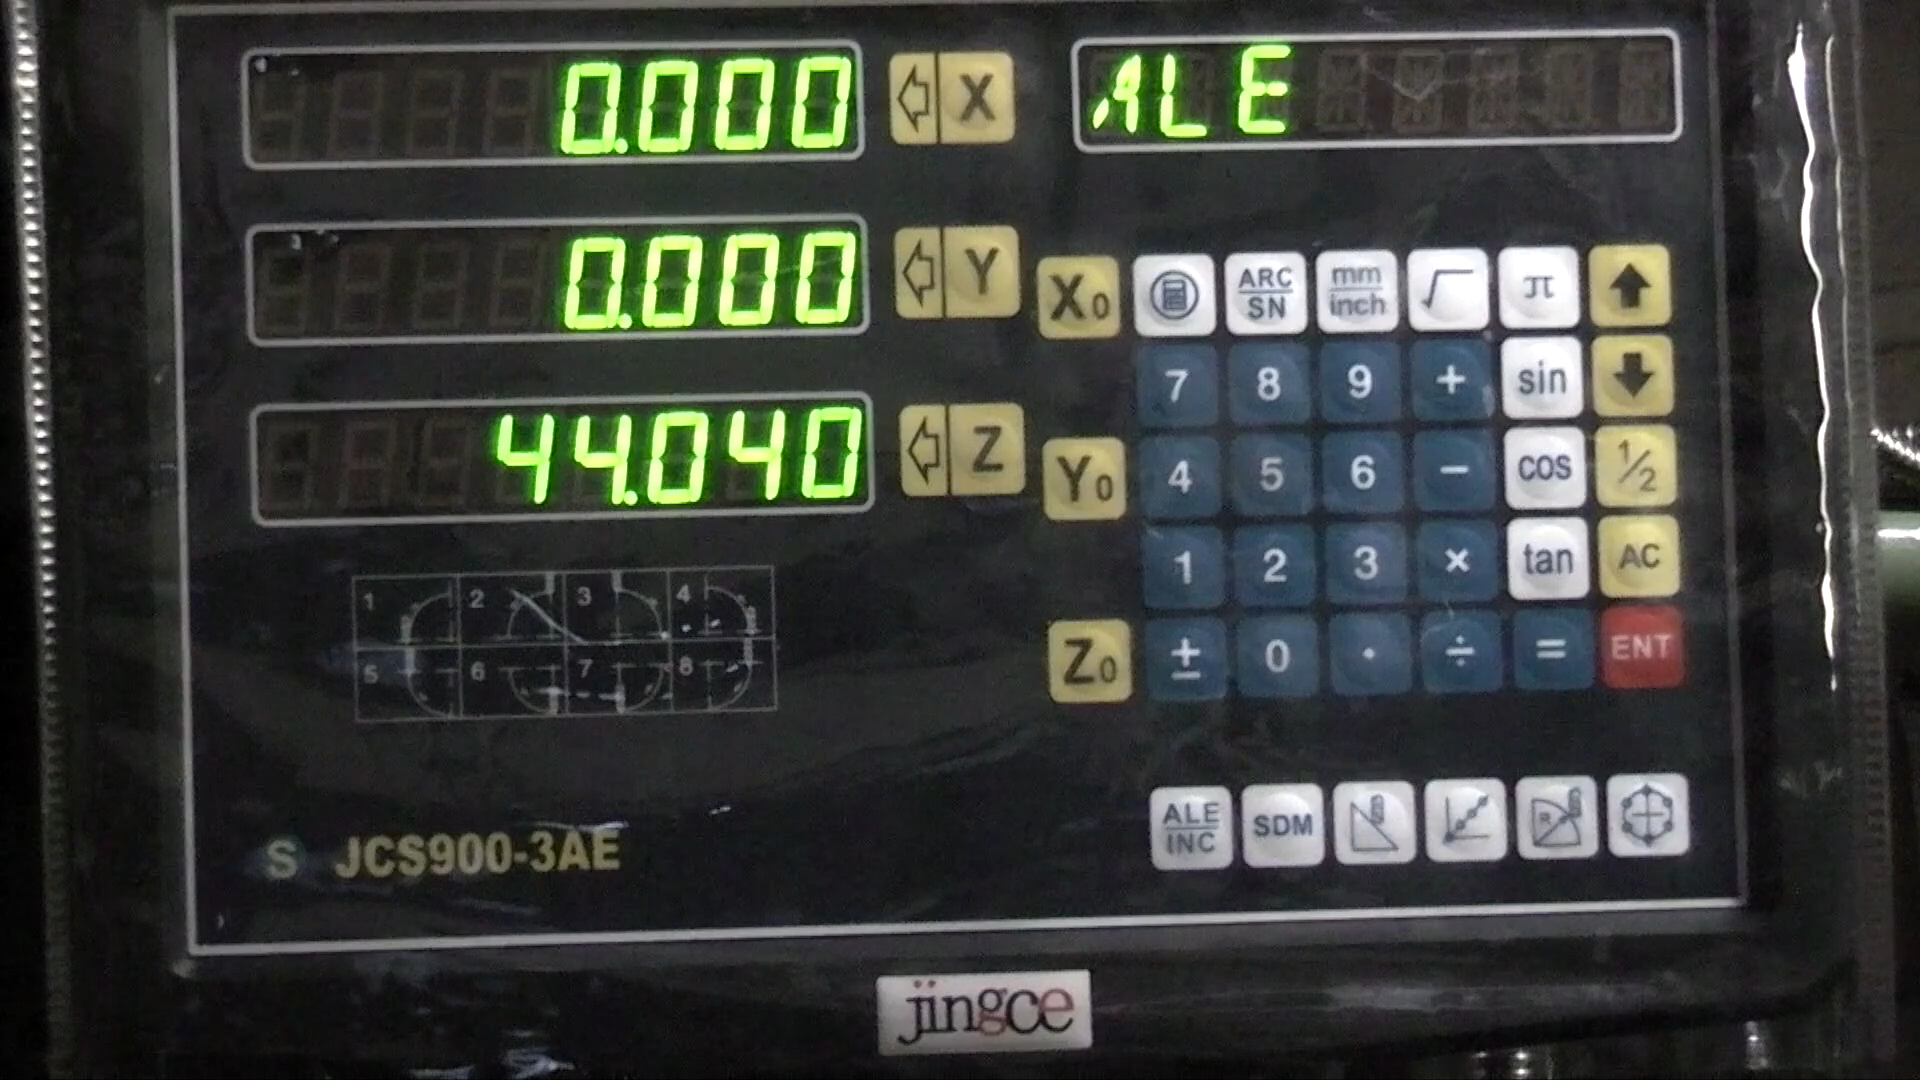 0.000 X ALE
0.000 Y
44.040 Z
X0 ARC/SN mm/inch √ π
7 8 9 + sin
Y0 4 5 6 − cos 1/2
1 2 3 × tan AC
Z0 ± 0 · ÷ = ENT
1 2 3 4
5 6 7 8
ALE/INC SDM R
S JCS900-3AE
jingce